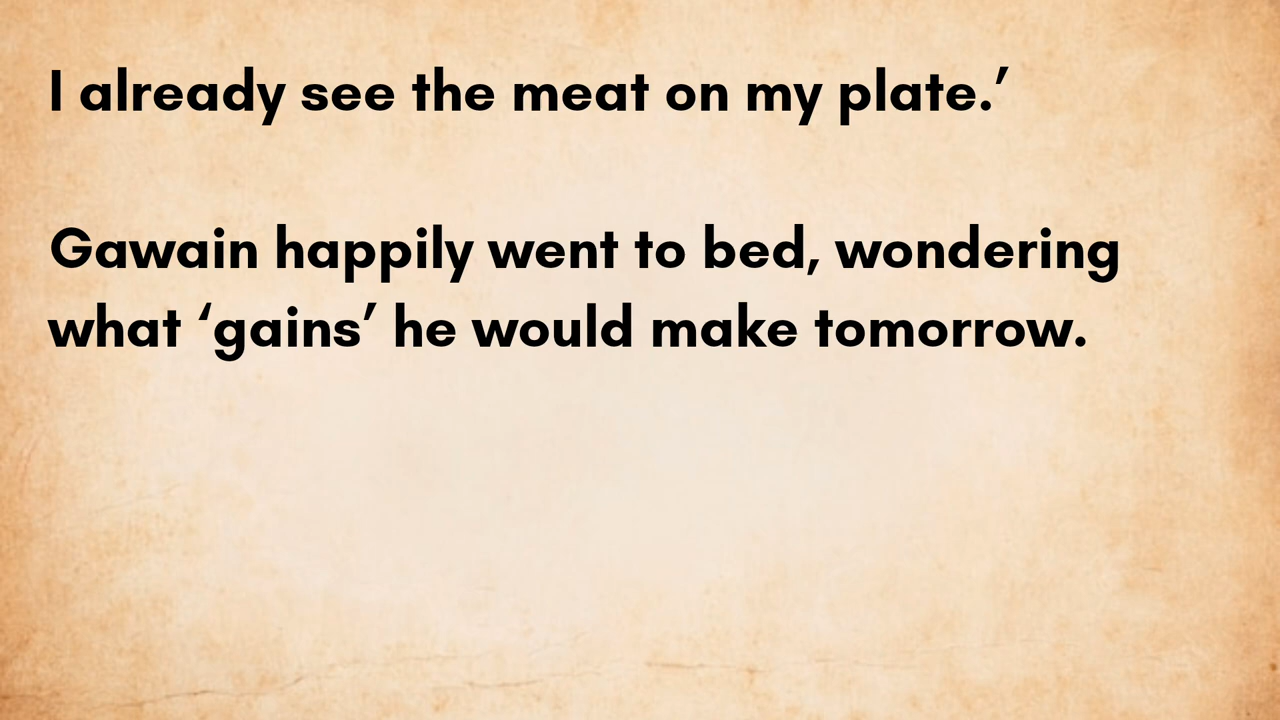 I already see the meat on my plate.’
Gawain happily went to bed, wondering
what ‘gains’ he would make tomorrow.